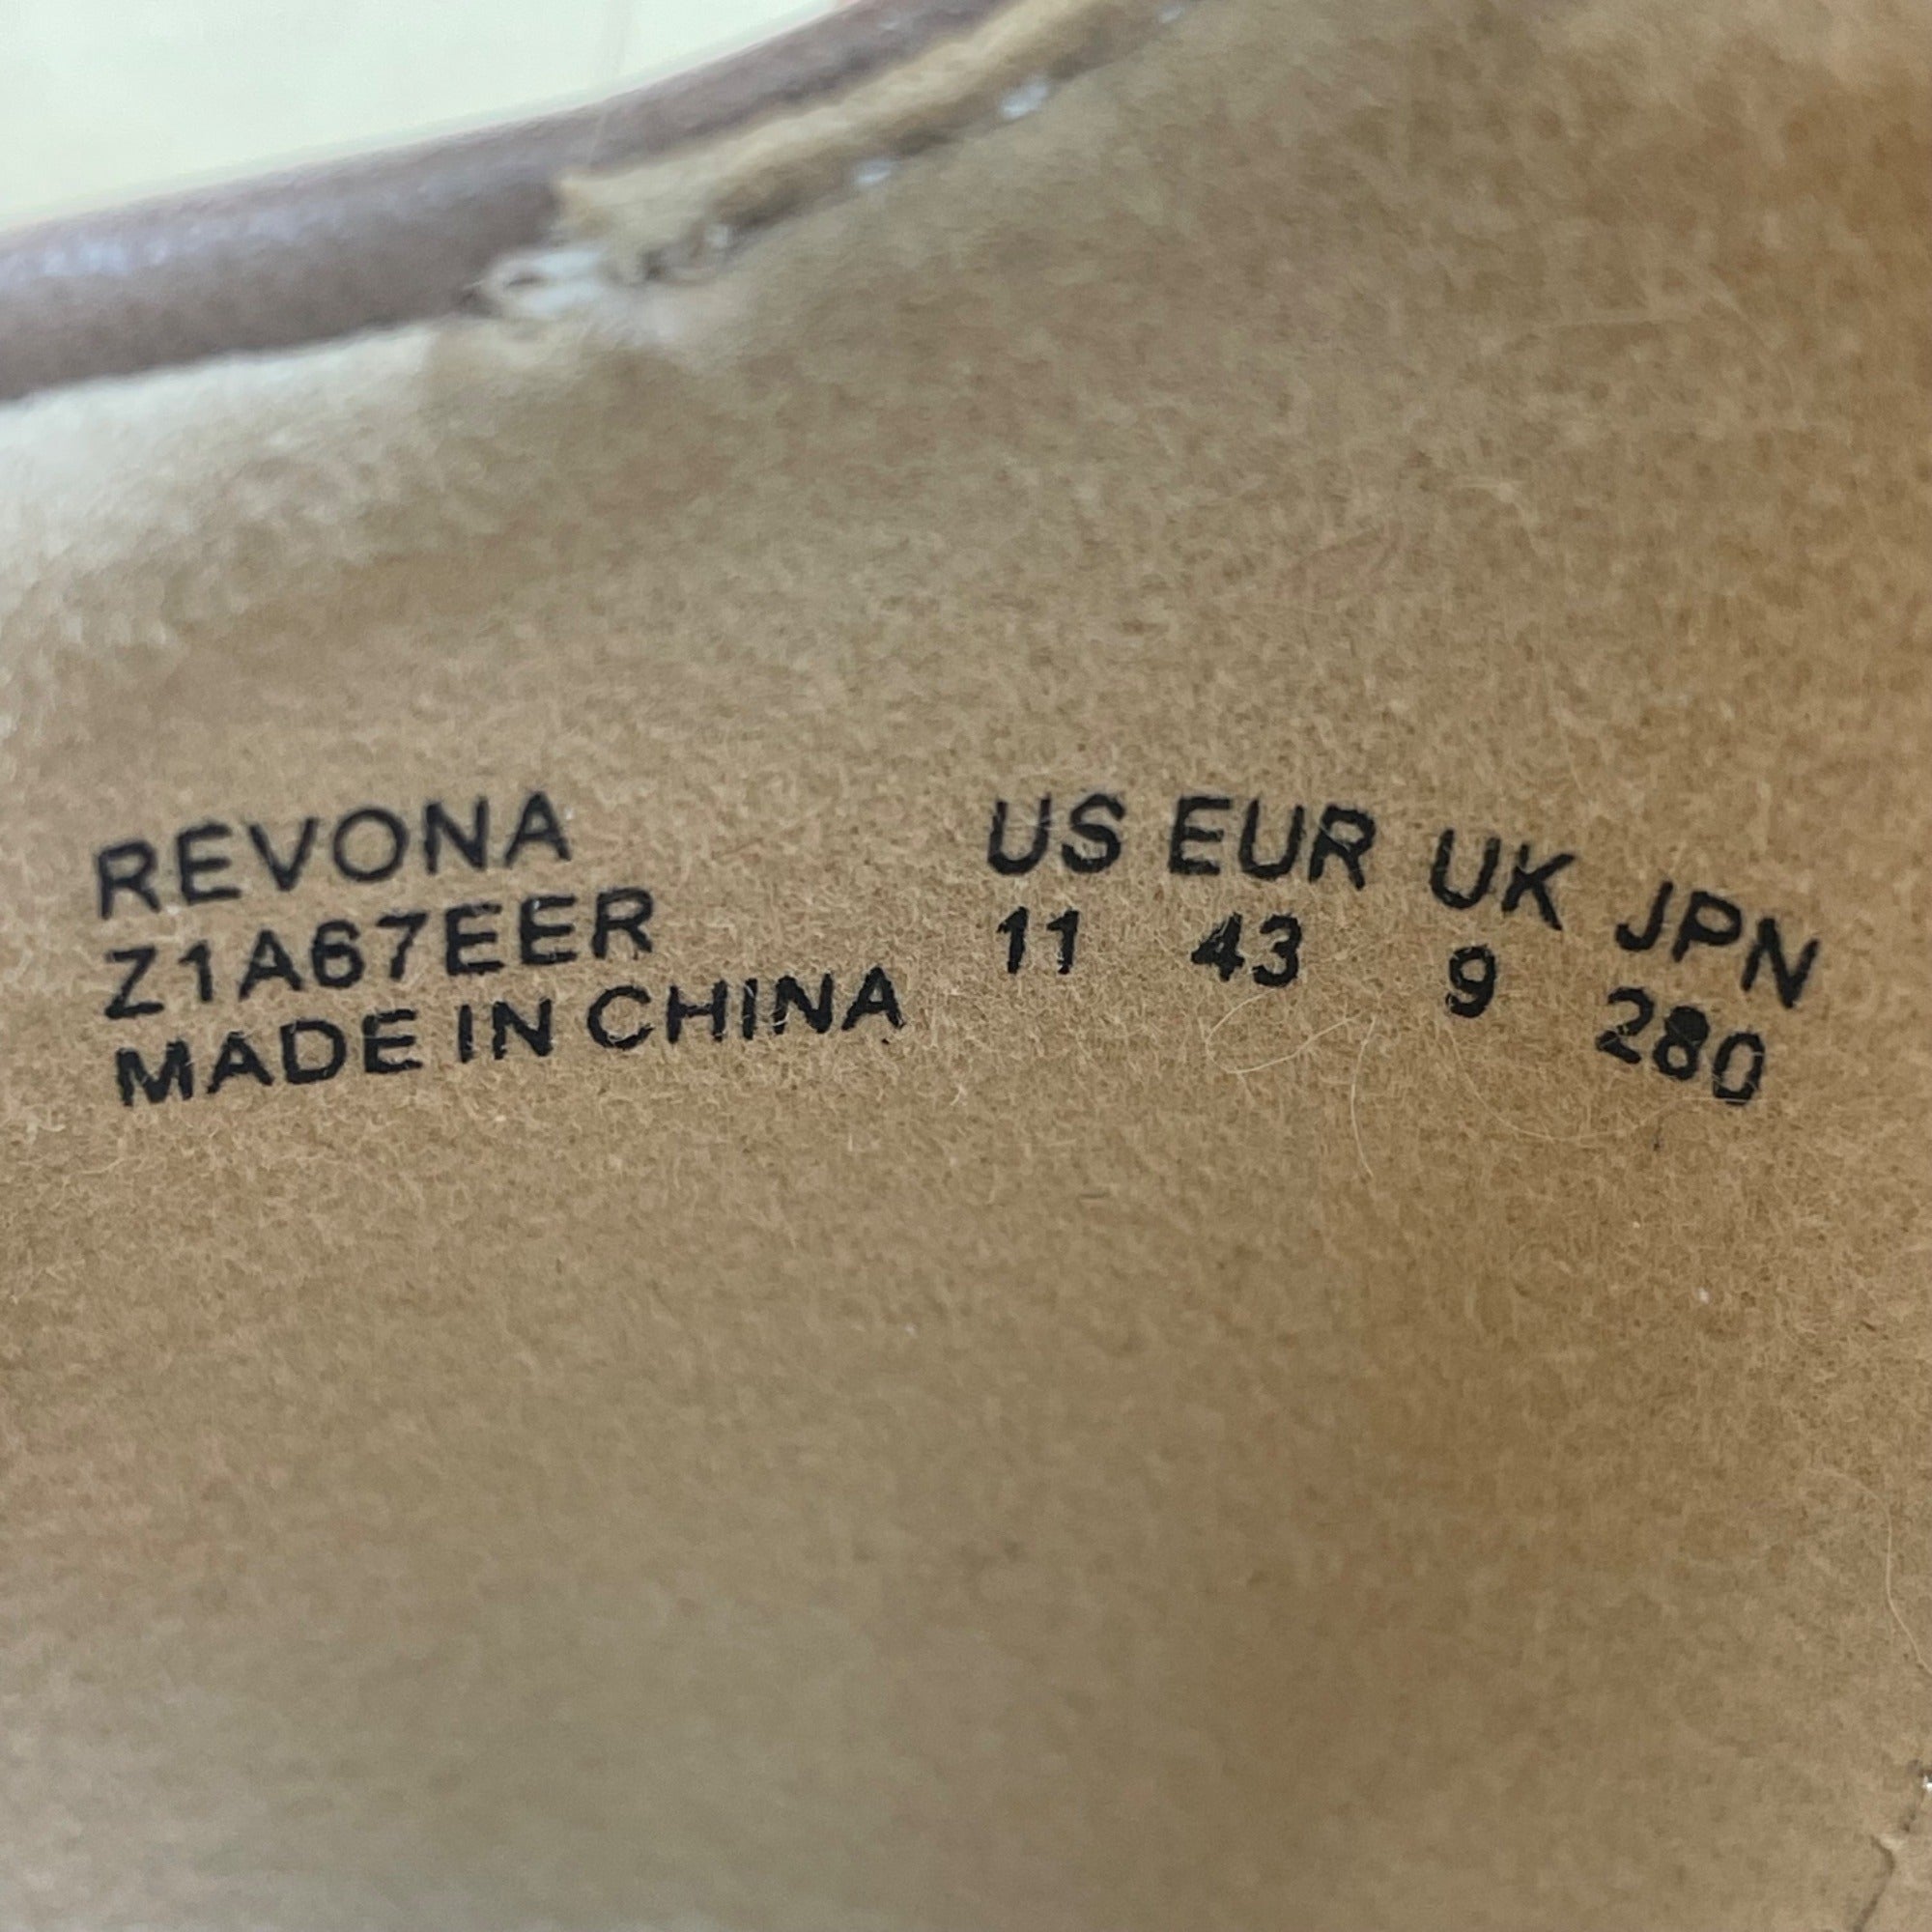 REVONA
Z1A67EER
MADE IN CHINA
US EUR UK JPN
11 43 9 280